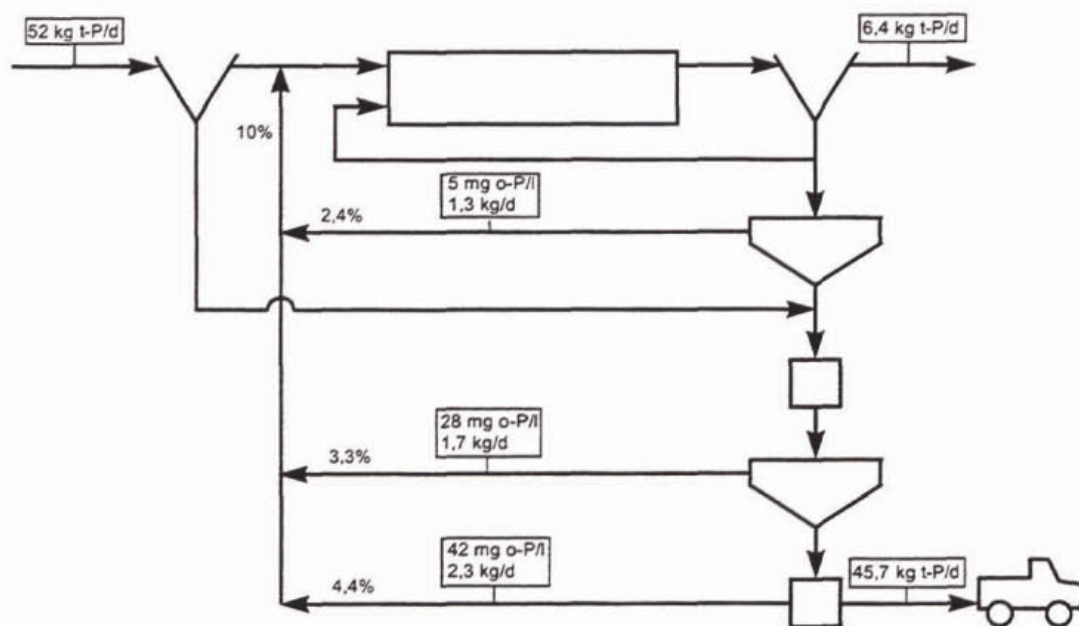 52 kg t-P/d
6,4 kg t-P/d
10%
5 mg o-P/l
1,3 kg/d
2,4%
28 mg o-P/l
1,7 kg/d
3,3%
42 mg o-P/l
2,3 kg/d
4,4%
45,7 kg t-P/d